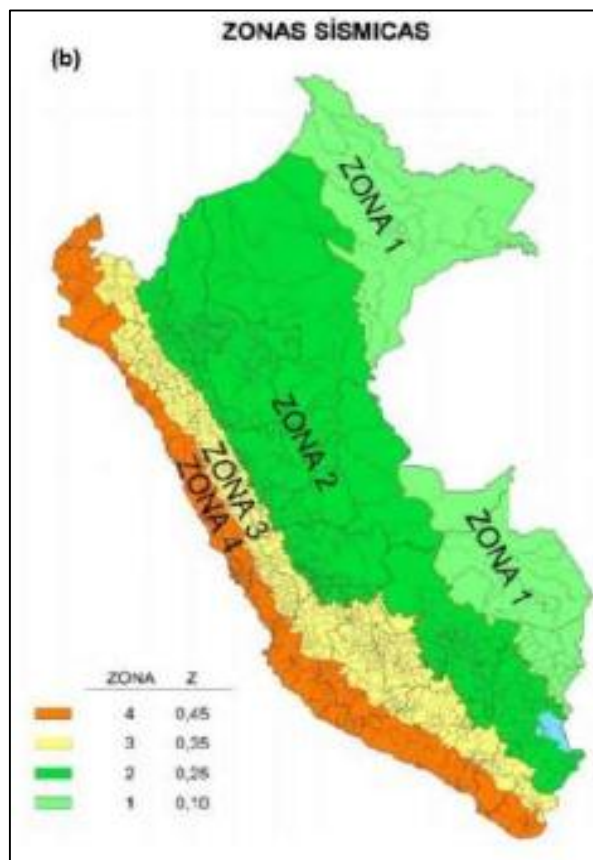 ZONAS SÍSMICAS
(b)
ZONA 1
ZONA 2
ZONA 3
ZONA 4
ZONA 1
ZONA Z
4 0,45
3 0,35
2 0,25
1 0,10